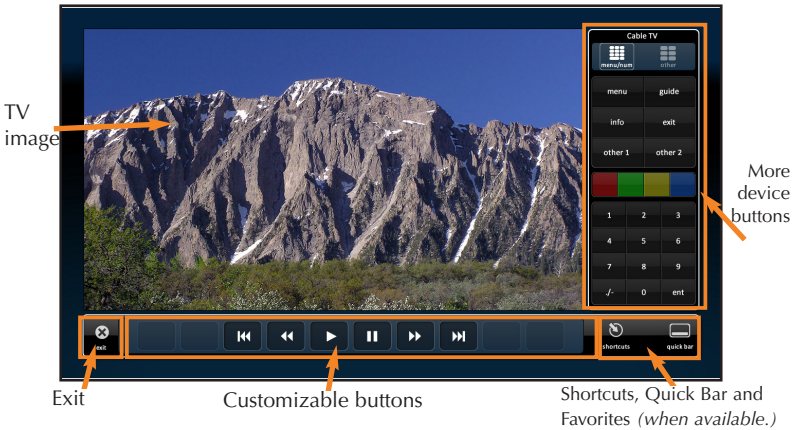 Cable TV
menu/num other
menu guide
info exit
other 1 other 2
1 2 3
4 5 6
7 8 9
./- 0 ent
TV
image
More
device
buttons
exit
shortcuts quick bar
Exit
Customizable buttons
Shortcuts, Quick Bar and
Favorites (when available.)